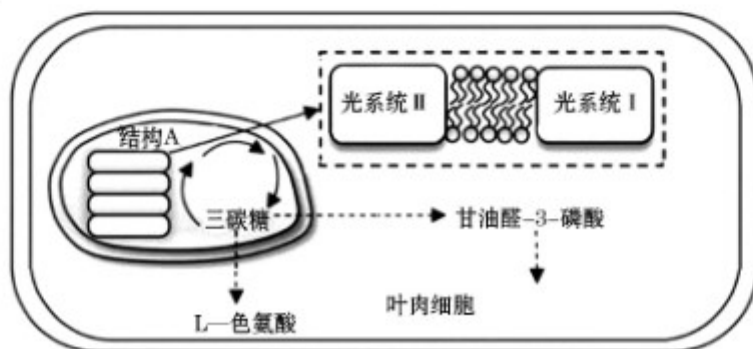 光系统Ⅱ
光系统Ⅰ
结构A
三碳糖
甘油醛-3-磷酸
L—色氨酸
叶肉细胞